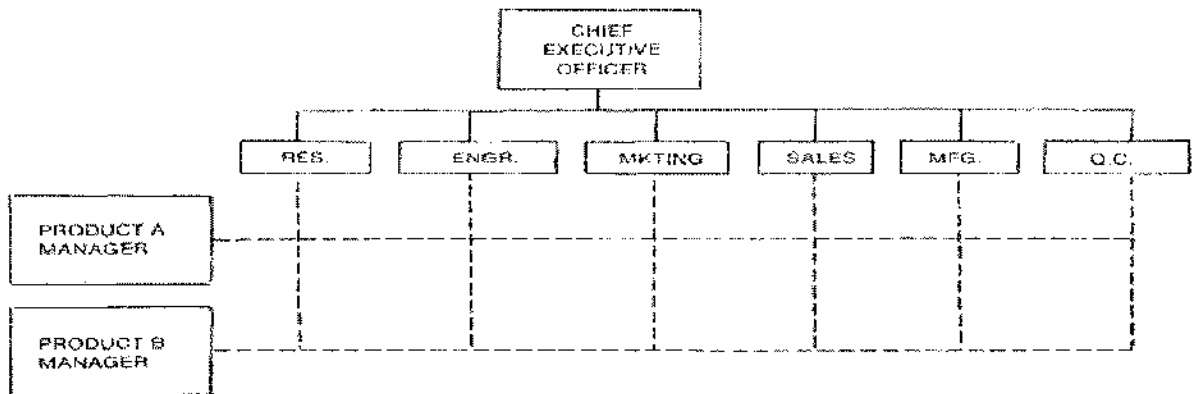 CHIEF
EXECUTIVE
OFFICER
RES.
ENGR.
MKTING
SALES
MFG.
Q.C.
PRODUCT A
MANAGER
PRODUCT B
MANAGER